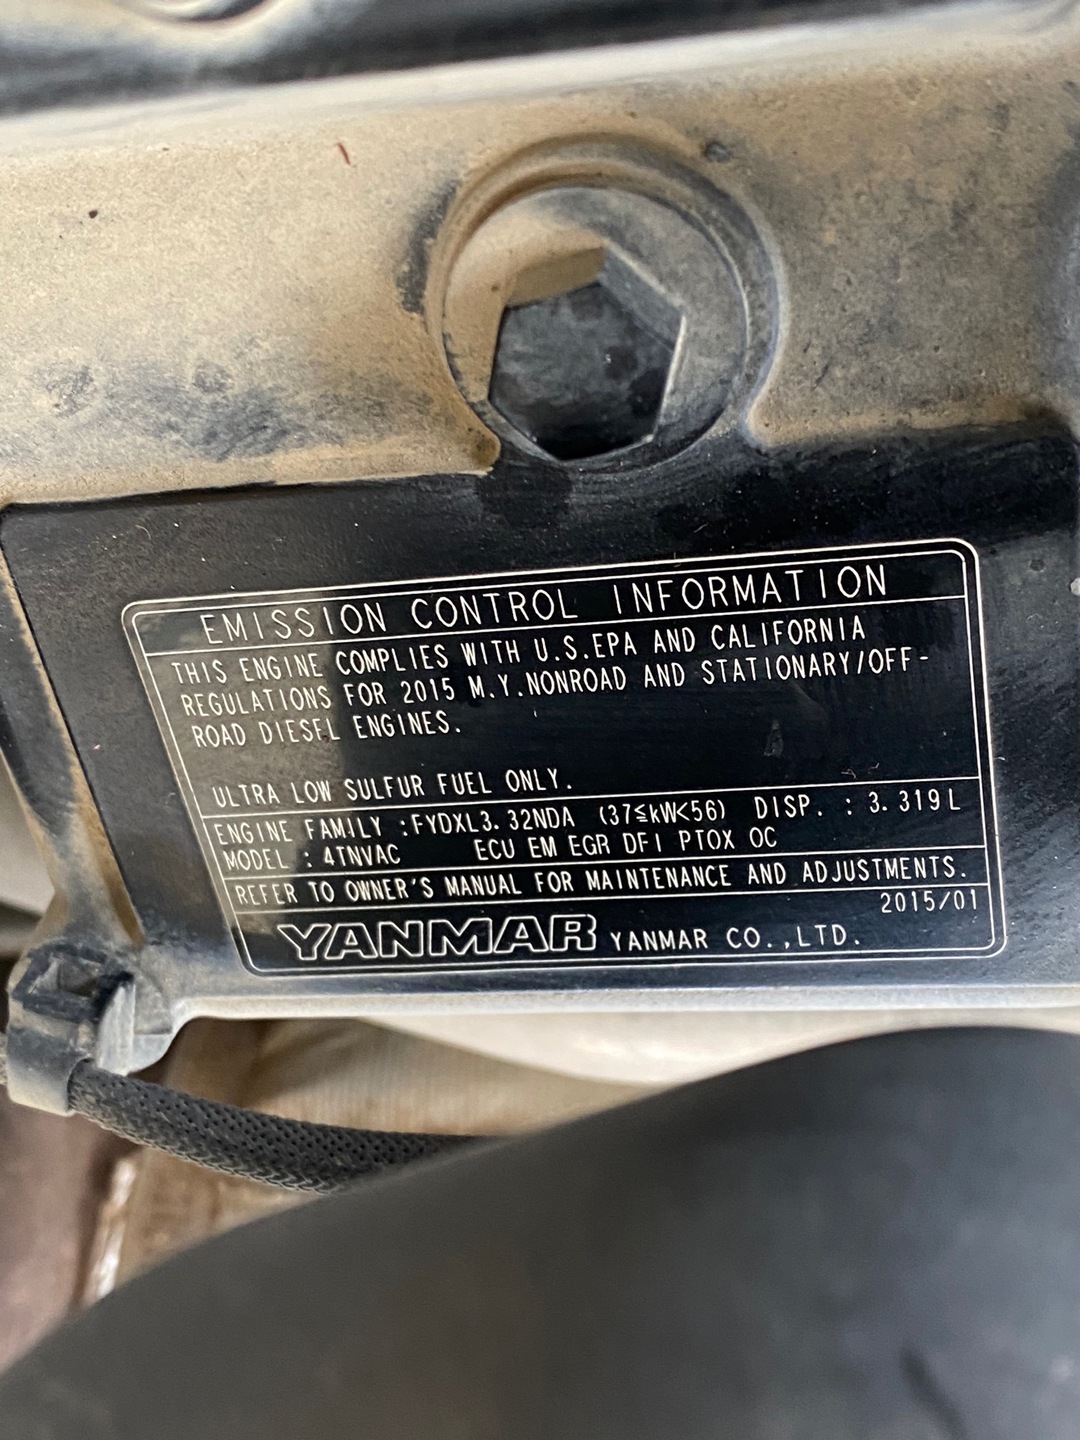 EMISSION CONTROL INFORMATION
THIS ENGINE COMPLIES WITH U.S.EPA AND CALIFORNIA
REGULATIONS FOR 2015 M.Y.NONROAD AND STATIONARY/OFF-
ROAD DIESEL ENGINES.
ULTRA LOW SULFUR FUEL ONLY.
ENGINE FAMILY :FYDXL3.32NDA (37≦kW<56) DISP. : 3.319L
MODEL : 4TNVAC ECU EM EGR DFI PTOX OC
REFER TO OWNER'S MANUAL FOR MAINTENANCE AND ADJUSTMENTS.
2015/01
YANMAR YANMAR CO.,LTD.